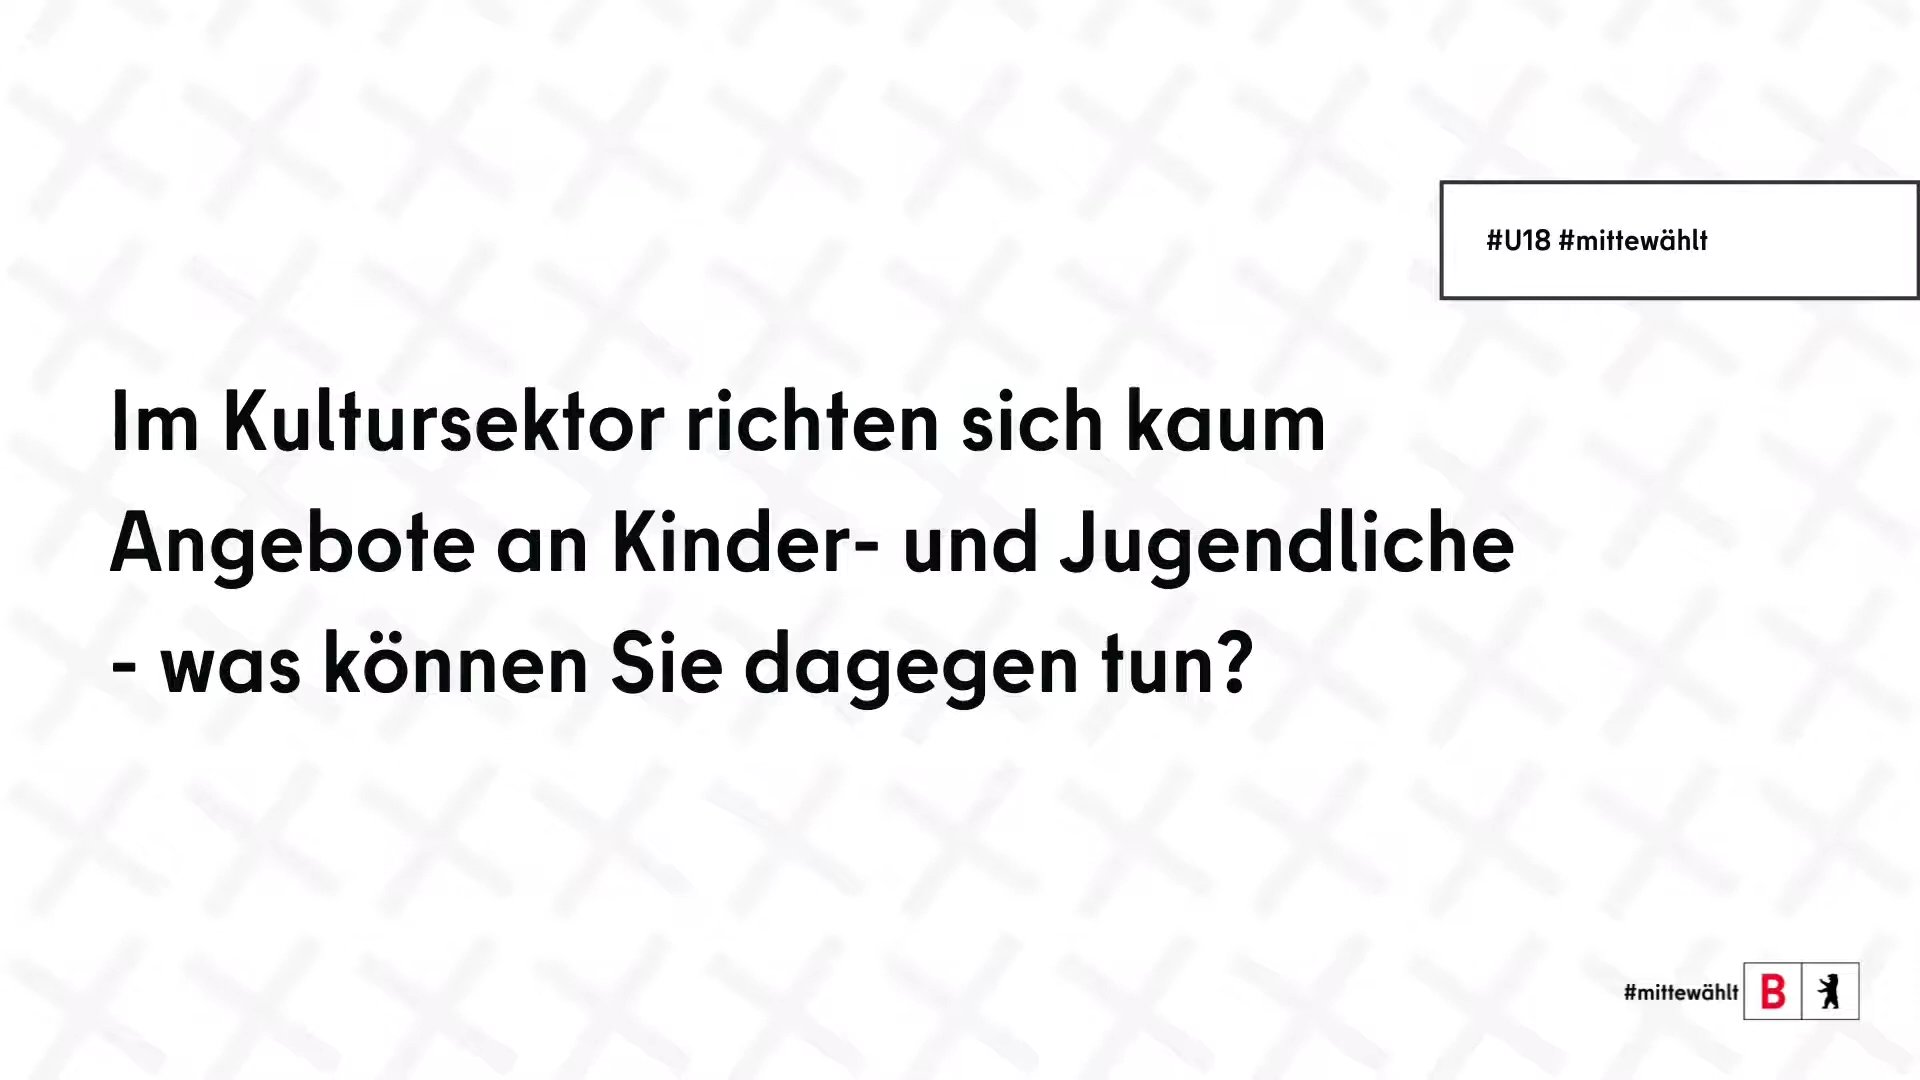 #U18 #mittewählt
Im Kultursektor richten sich kaum
Angebote an Kinder- und Jugendliche
- was können Sie dagegen tun?
#mittewählt B